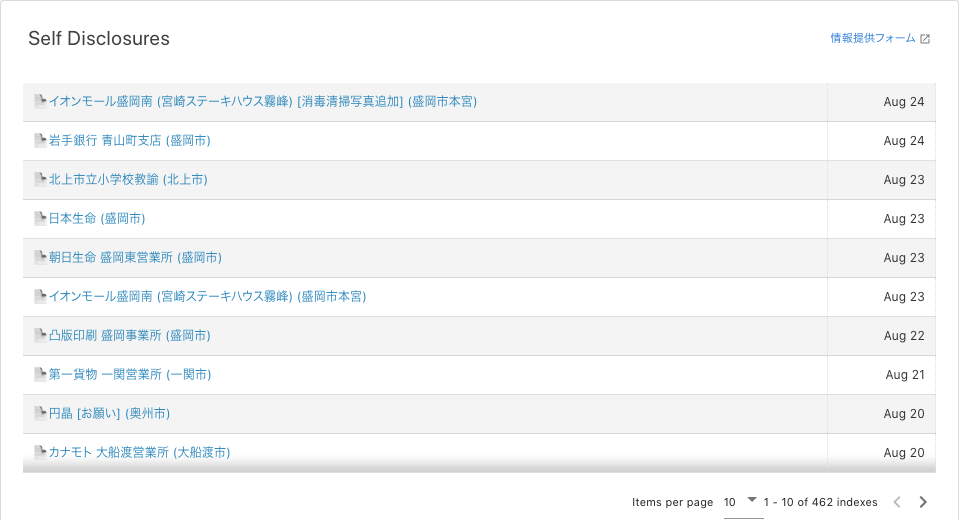 Self Disclosures
情報提供フォーム
イオンモール盛岡南 (宮崎ステーキハウス霧峰) [消毒清掃写真追加] (盛岡市本宮) Aug 24
岩手銀行 青山町支店 (盛岡市) Aug 24
北上市立小学校教諭 (北上市) Aug 23
日本生命 (盛岡市) Aug 23
朝日生命 盛岡東営業所 (盛岡市) Aug 23
イオンモール盛岡南 (宮崎ステーキハウス霧峰) (盛岡市本宮) Aug 23
凸版印刷 盛岡事業所 (盛岡市) Aug 22
第一貨物 一関営業所 (一関市) Aug 21
円晶 [お願い] (奥州市) Aug 20
カナモト 大船渡営業所 (大船渡市) Aug 20
Items per page 10 1 - 10 of 462 indexes